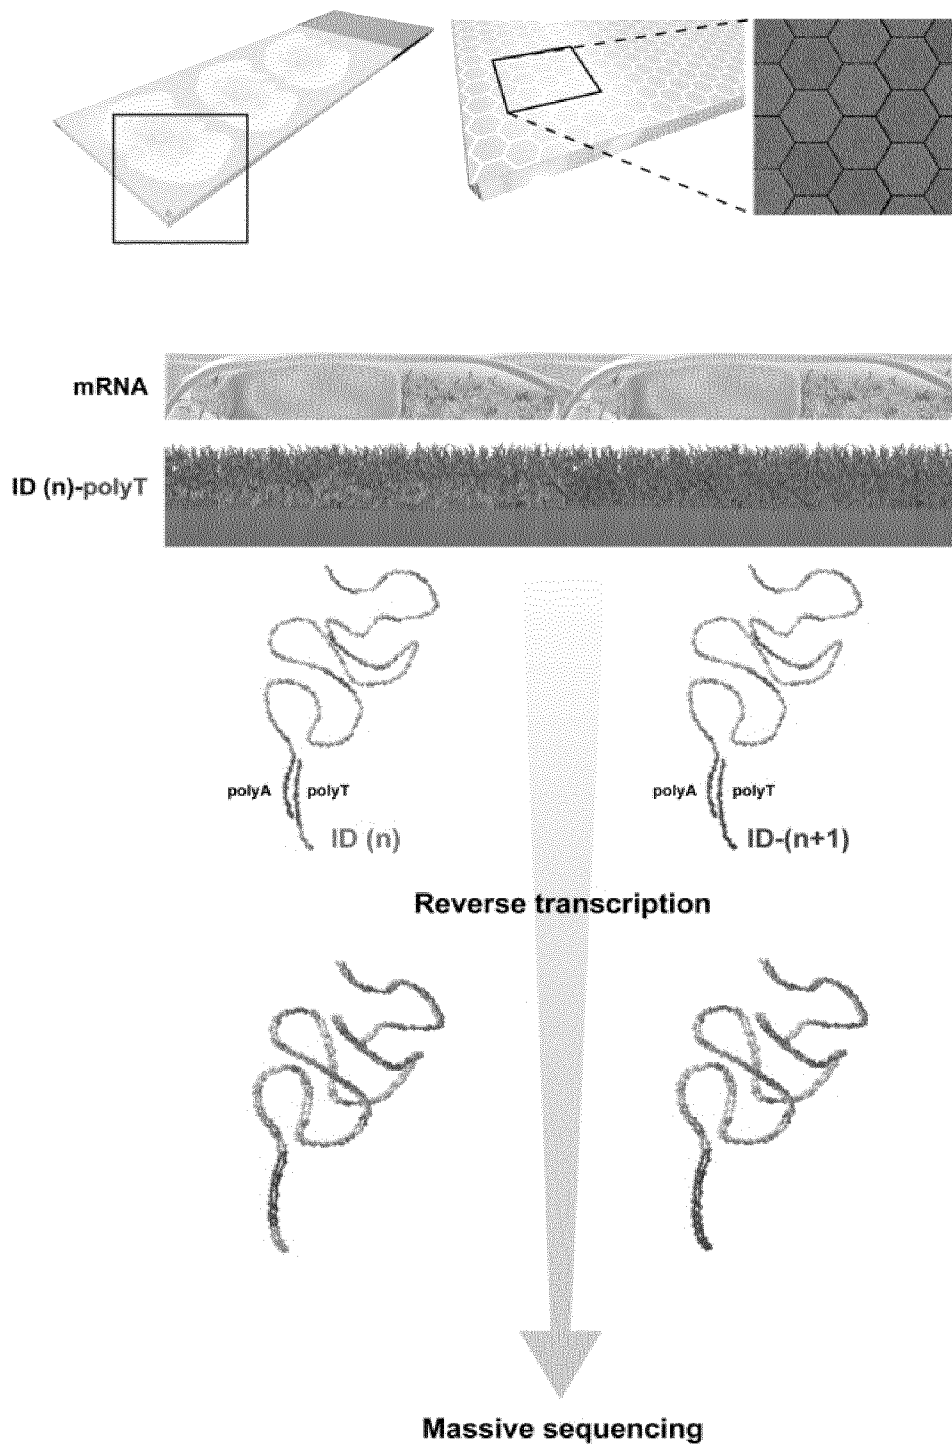 mRNA
ID (n)-polyT
polyA polyT polyA polyT
ID (n) ID-(n+1)
Reverse transcription
Massive sequencing